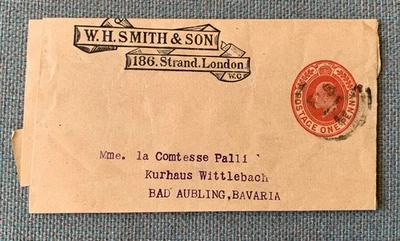 W.H. SMITH & SON
186. Strand. London
W.C
POSTAGE ONE PENNY
Mme. la Comtesse Palli
Kurhaus Wittlebach
BAD AUBLING, BAVARIA